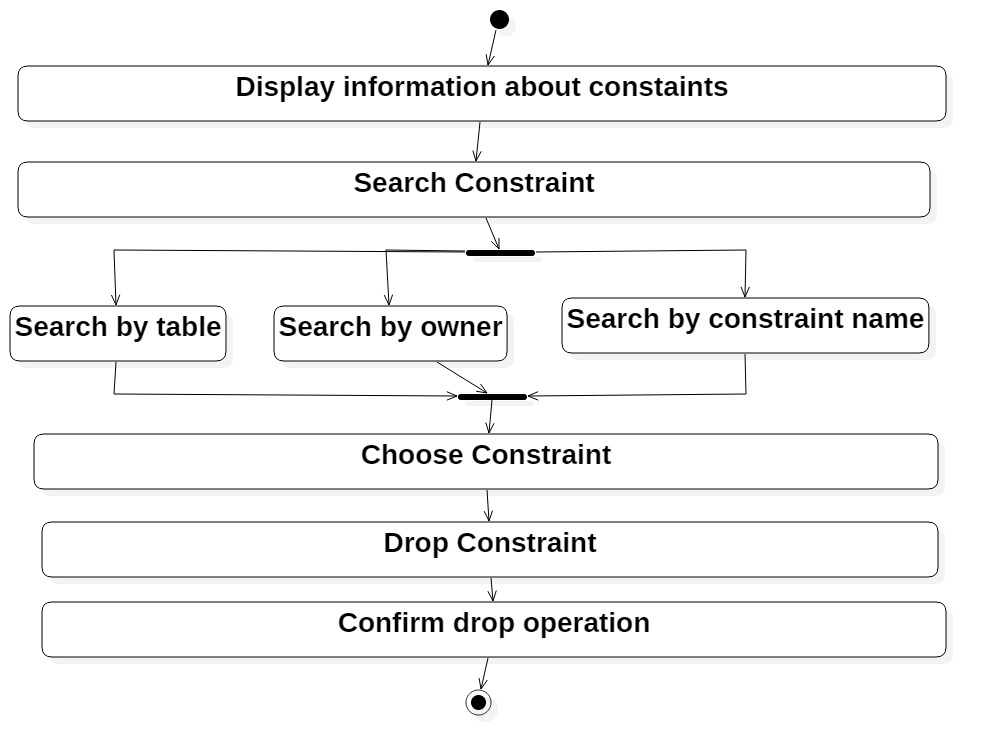 Display information about constaints
Search Constraint
Search by table
Search by owner
Search by constraint name
Choose Constraint
Drop Constraint
Confirm drop operation